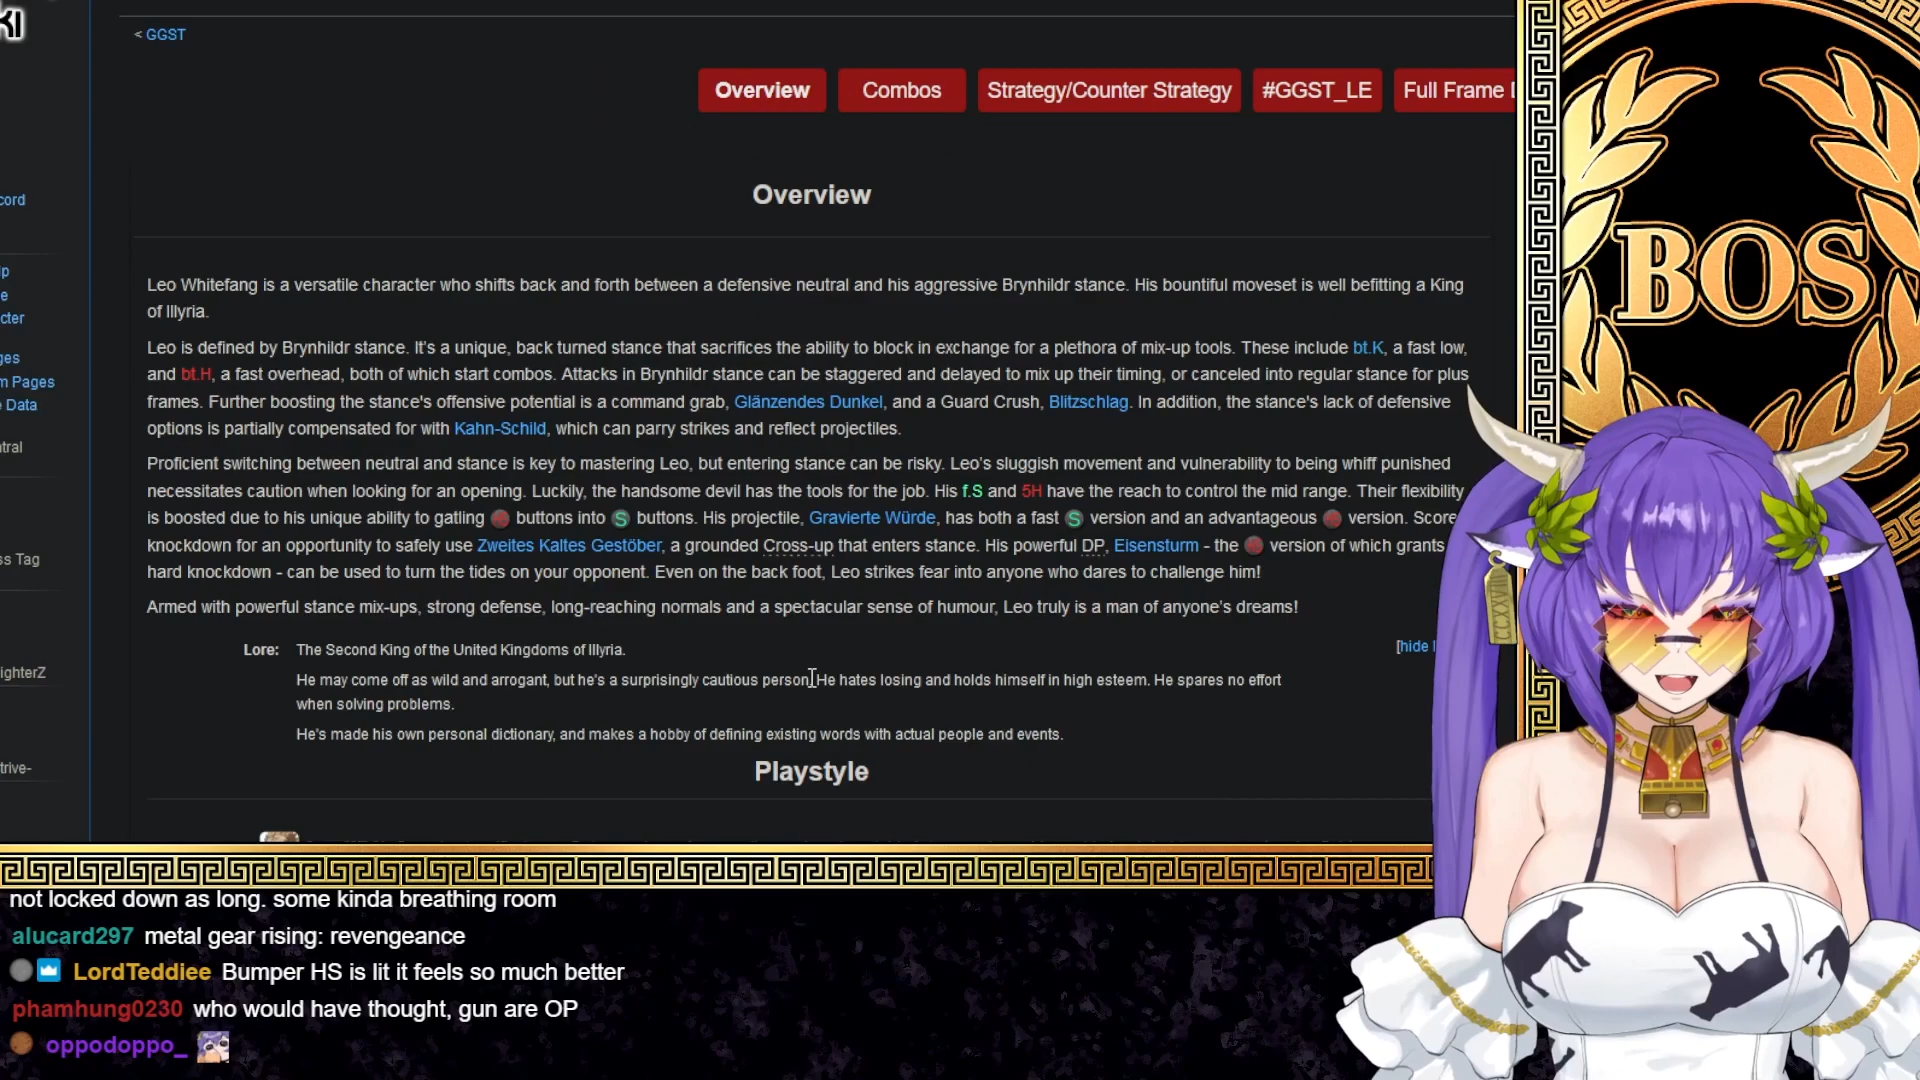 KI
< GGST
Overview Combos Strategy/Counter Strategy #GGST_LE Full Frame
cord
Overview
lp
e
cter
Leo Whitefang is a versatile character who shifts back and forth between a defensive neutral and his aggressive Brynhildr stance. His bountiful moveset is well befitting a King
of Illyria.
ges
m Pages
e Data
Leo is defined by Brynhildr stance. It's a unique, back turned stance that sacrifices the ability to block in exchange for a plethora of mix-up tools. These include bt.K, a fast low,
and bt.H, a fast overhead, both of which start combos. Attacks in Brynhildr stance can be staggered and delayed to mix up their timing, or canceled into regular stance for plus
frames. Further boosting the stance's offensive potential is a command grab, Glänzendes Dunkel, and a Guard Crush, Blitzschlag. In addition, the stance's lack of defensive
options is partially compensated for with Kahn-Schild, which can parry strikes and reflect projectiles.
ntral
Proficient switching between neutral and stance is key to mastering Leo, but entering stance can be risky. Leo's sluggish movement and vulnerability to being whiff punished
necessitates caution when looking for an opening. Luckily, the handsome devil has the tools for the job. His f.S and 5H have the reach to control the mid range. Their flexibility
is boosted due to his unique ability to gatling buttons into S buttons. His projectile, Gravierte Würde, has both a fast S version and an advantageous version. Score
knockdown for an opportunity to safely use Zweites Kaltes Gestöber, a grounded Cross-up that enters stance. His powerful DP, Eisensturm - the version of which grants
hard knockdown - can be used to turn the tides on your opponent. Even on the back foot, Leo strikes fear into anyone who dares to challenge him!
ss Tag
Armed with powerful stance mix-ups, strong defense, long-reaching normals and a spectacular sense of humour, Leo truly is a man of anyone's dreams!
Lore: The Second King of the United Kingdoms of Illyria.
[hide
He may come off as wild and arrogant, but he's a surprisingly cautious person. He hates losing and holds himself in high esteem. He spares no effort
when solving problems.
He's made his own personal dictionary, and makes a hobby of defining existing words with actual people and events.
ighterZ
trive-
Playstyle
BOS
CCXXVII
not locked down as long. some kinda breathing room
alucard297 metal gear rising: revengeance
LordTeddiee Bumper HS is lit it feels so much better
phamhung0230 who would have thought, gun are OP
oppodoppo_